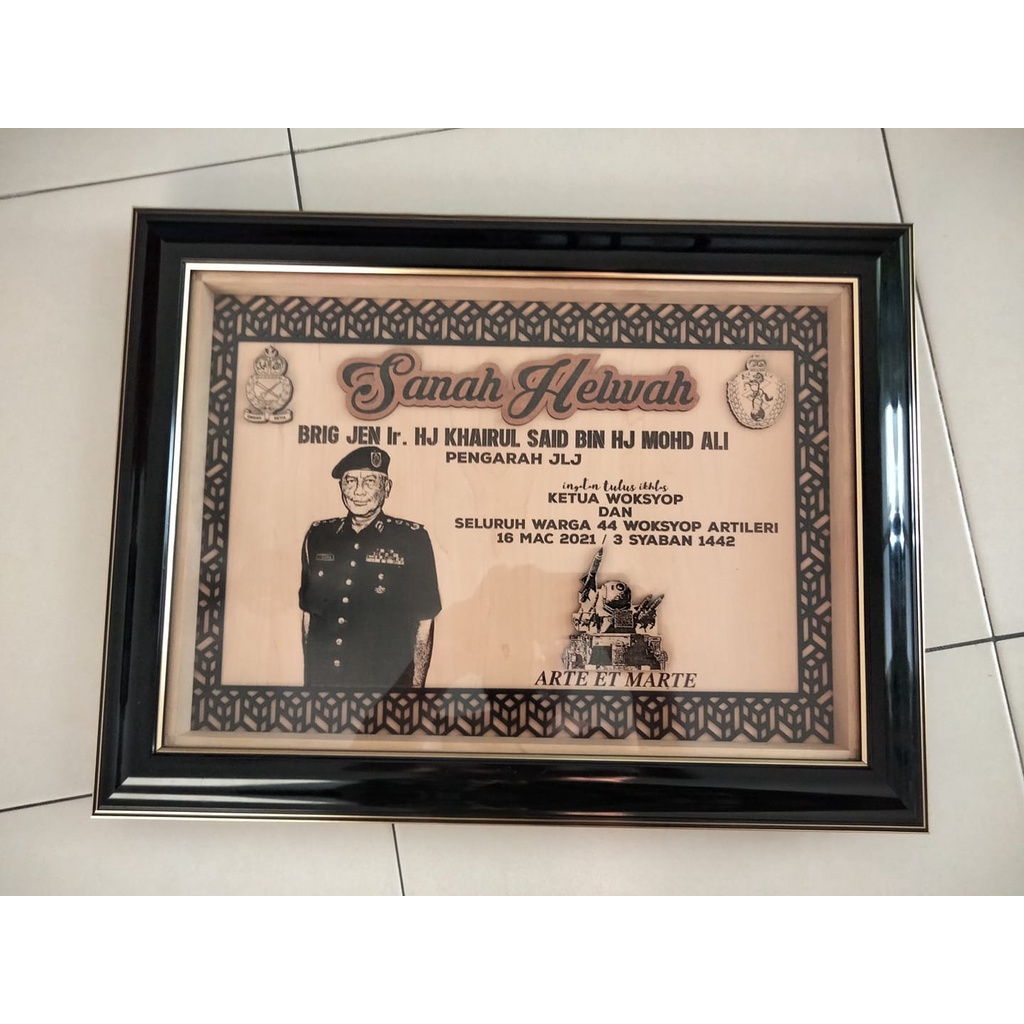 Sanah Helwah
BRIG JEN Ir. HJ KHAIRUL SAID BIN HJ MOHD ALI
PENGARAH JLJ
ingatan tulus ikhlas
KETUA WOKSYOP
DAN
SELURUH WARGA 44 WOKSYOP ARTILERI
16 MAC 2021 / 3 SYABAN 1442
ARTE ET MARTE